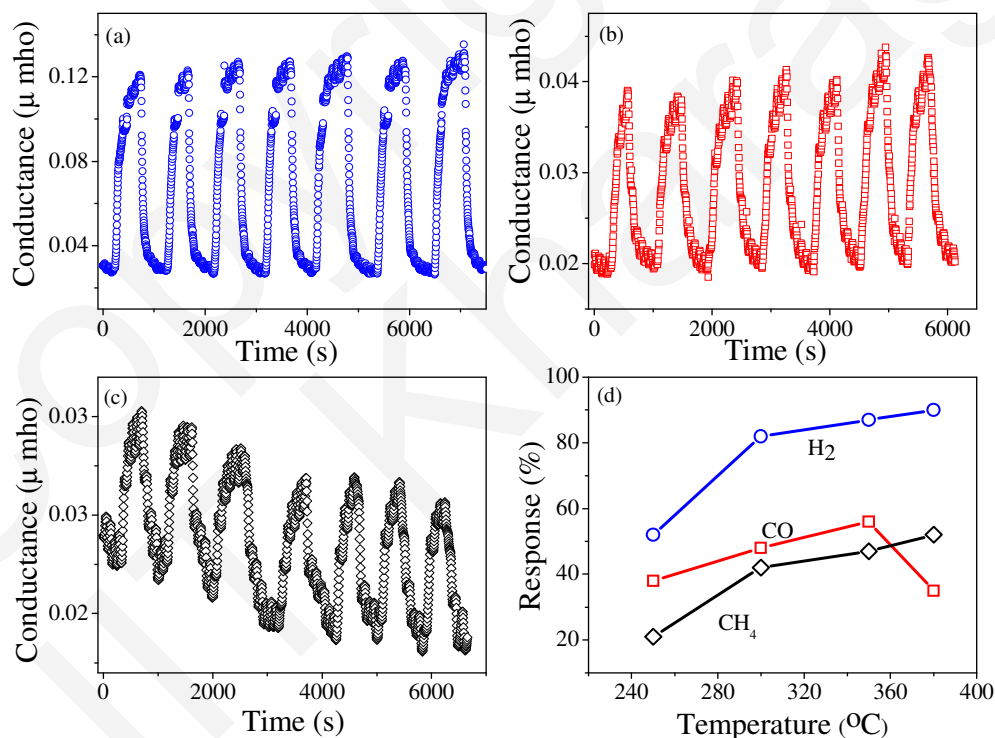 (a)
Conductance (μ mho)
0.12
0.08
0.04
0 2000 4000 6000
Time (s)
(b)
Conductance (μ mho)
0.04
0.03
0.02
0 2000 4000 6000
Time (s)
(c)
Conductance (μ mho)
0.03
0.03
0.02
0 2000 4000 6000
Time (s)
(d)
Response (%)
100
80
60
40
20
H2
CO
CH4
240 280 320 360 400
Temperature (OC)